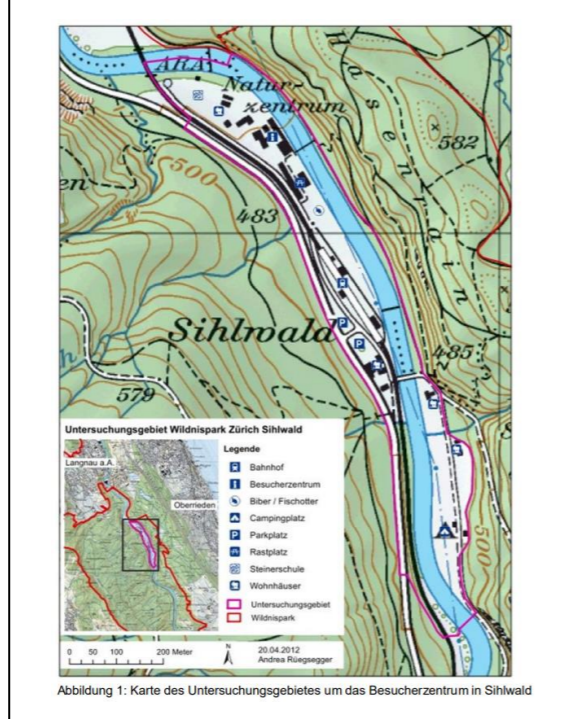 ARA
Natur-
zentrum
Hasenrain
582
500
483
Sihlwald
485
579
500
Untersuchungsgebiet Wildnispark Zürich Sihlwald
Langnau a.A.
Oberrieden
Legende
Bahnhof
Besucherzentrum
Biber / Fischotter
Campingplatz
Parkplatz
Rastplatz
Steinerschule
Wohnhäuser
Untersuchungsgebiet
Wildnispark
0 50 100 200 Meter
N
20.04.2012
Andrea Rüegsegger
Abbildung 1: Karte des Untersuchungsgebietes um das Besucherzentrum in Sihlwald